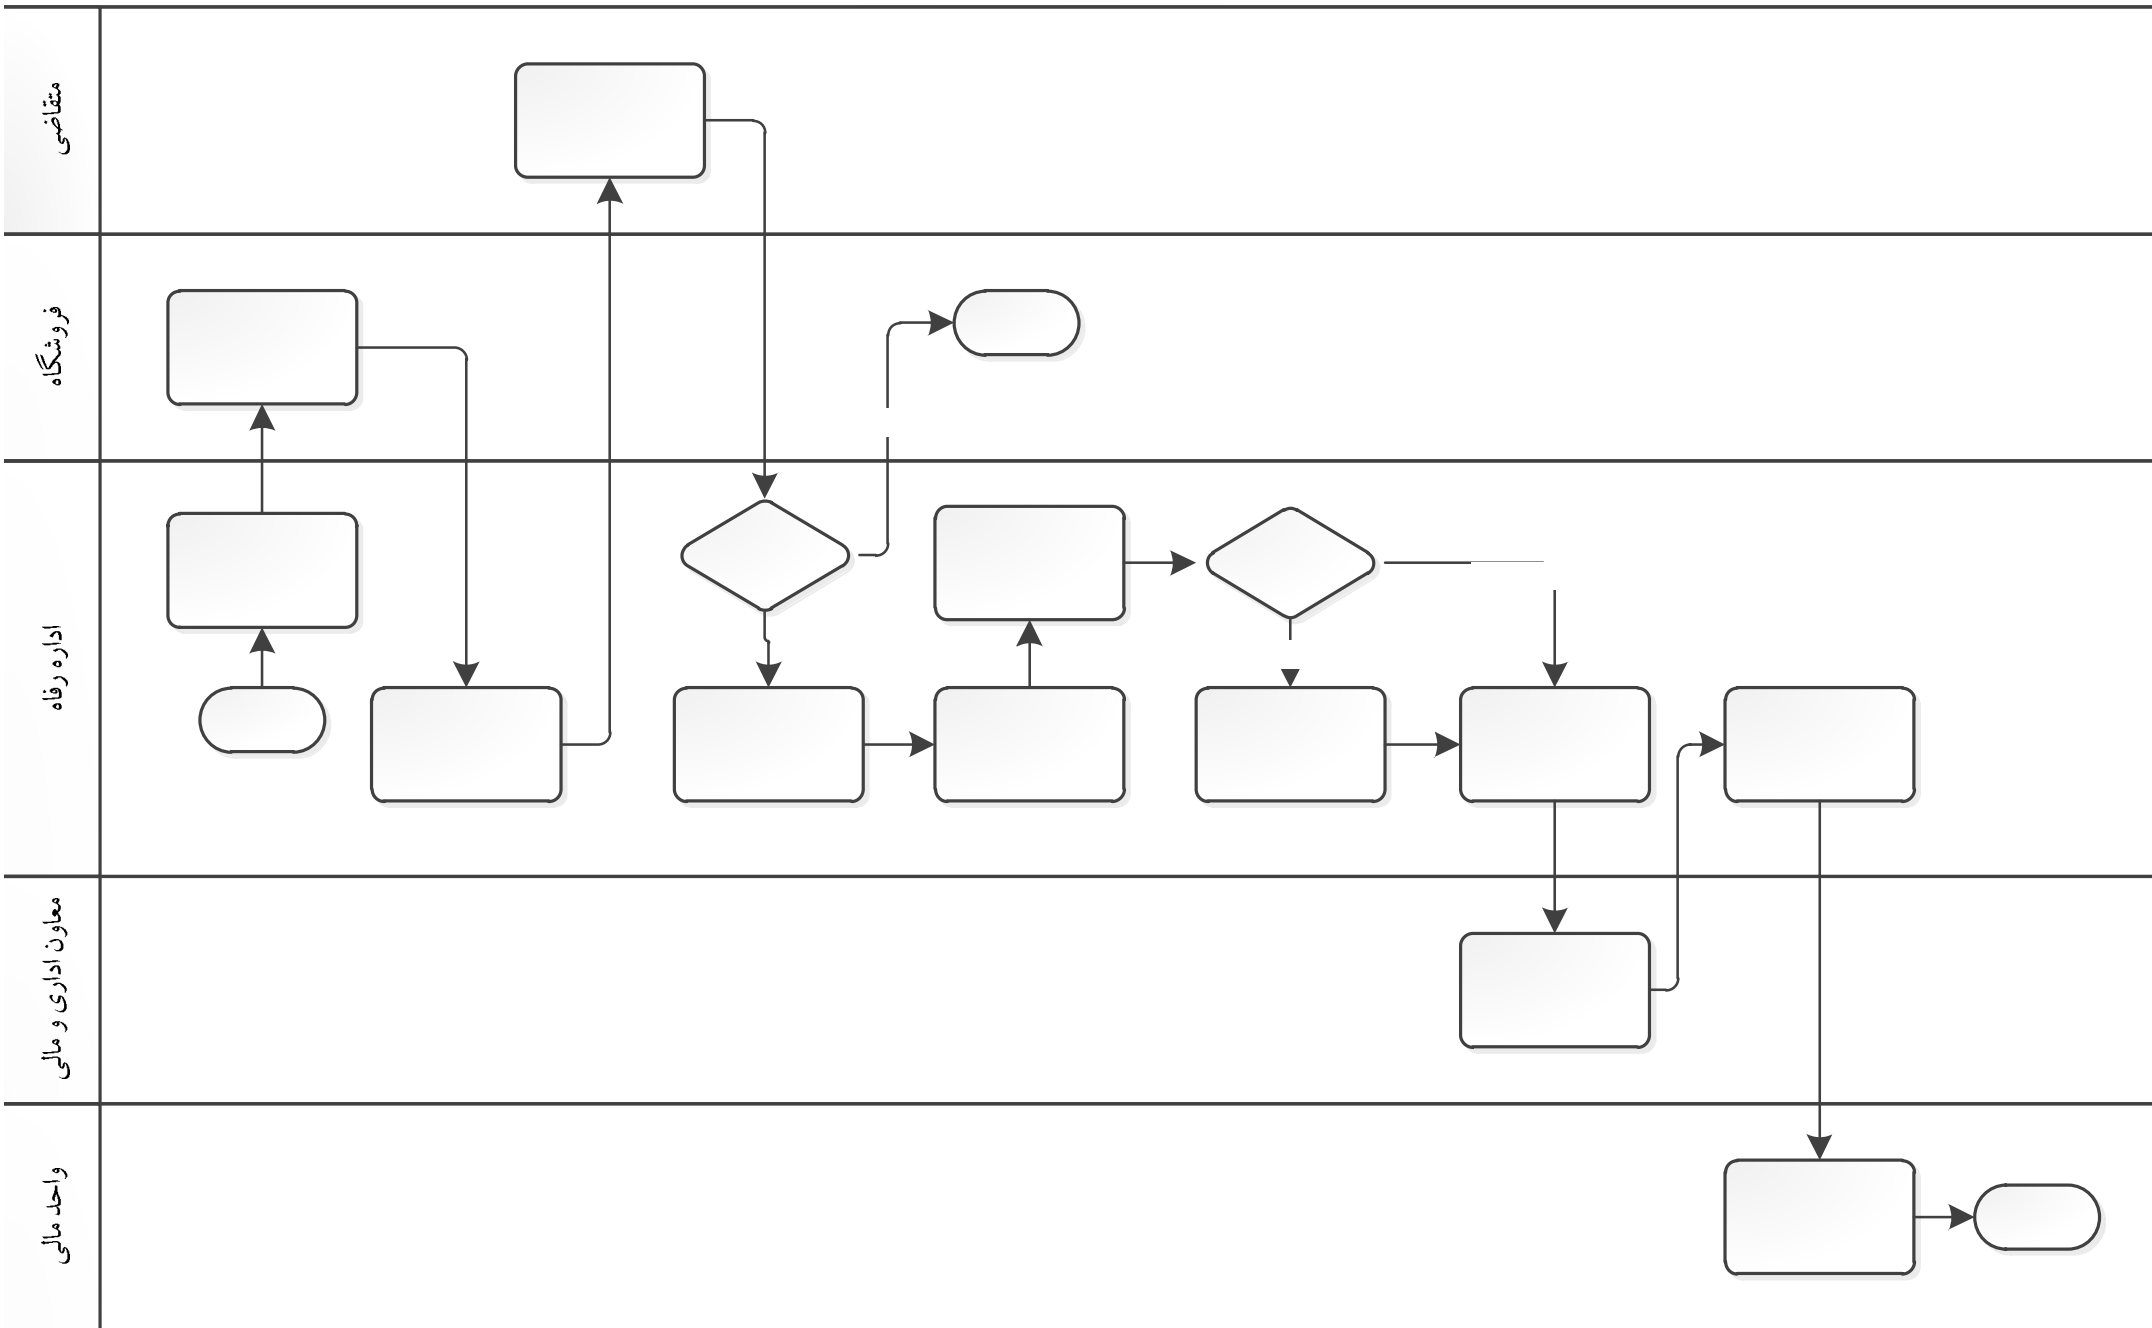 متقاضی
فروشگاه
اداره رفاه
معاون اداری و مالی
واحد مالی